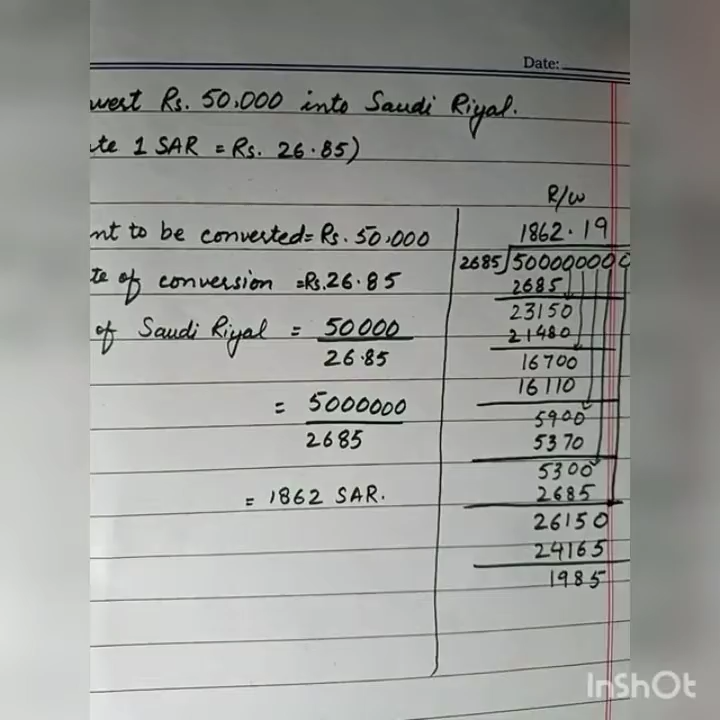 Date:
west Rs. 50,000 into Saudi Riyal.
te 1 SAR = Rs. 26.85)
R/W
nt to be converted = Rs. 50,000
te of conversion = Rs. 26.85
of Saudi Riyal = 50000
26.85
= 5000000
2685
= 1862 SAR.
1862.19
2685)500000000
2685
23150
21480
16700
16110
5900
5370
5300
2685
26150
24165
1985
InShOt